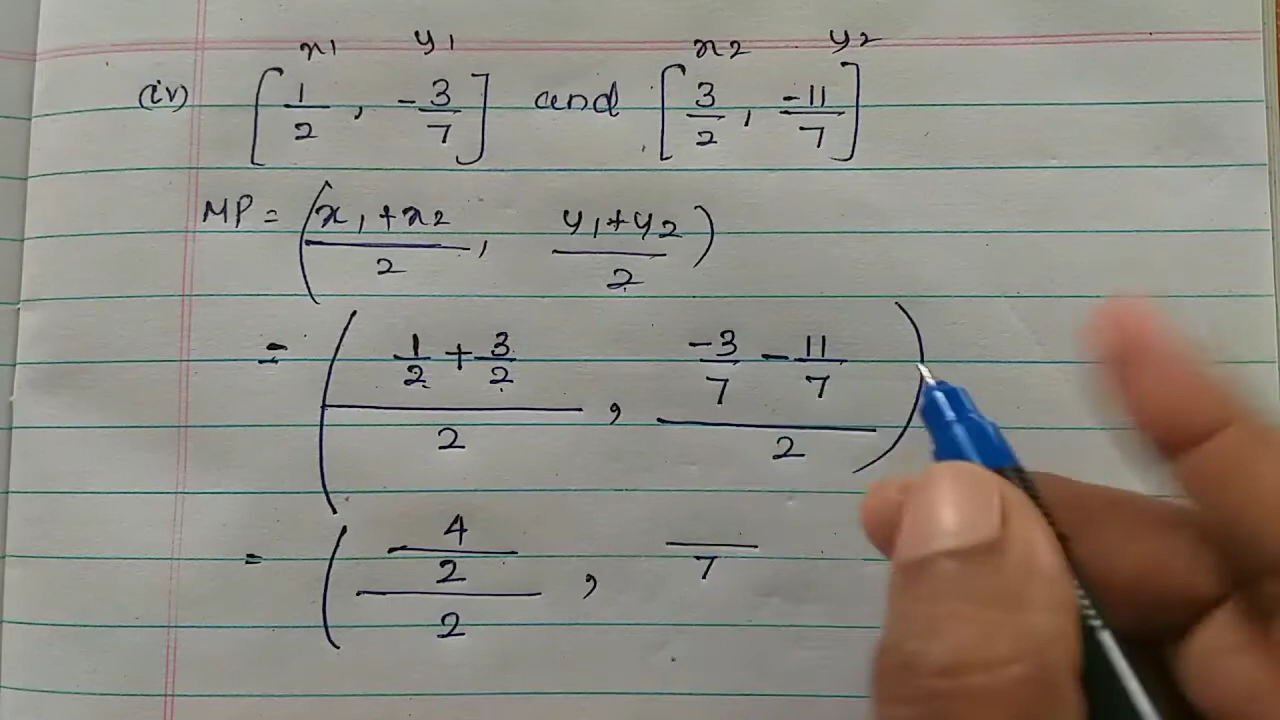 x1 y1 x2 y2
(iv) [1/2, -3/7] and [3/2, -11/7]
MP = (x1+x2/2, y1+y2/2)
= (1/2 + 3/2 / 2, -3/7 - 11/7 / 2)
= (4/2 / 2, /7